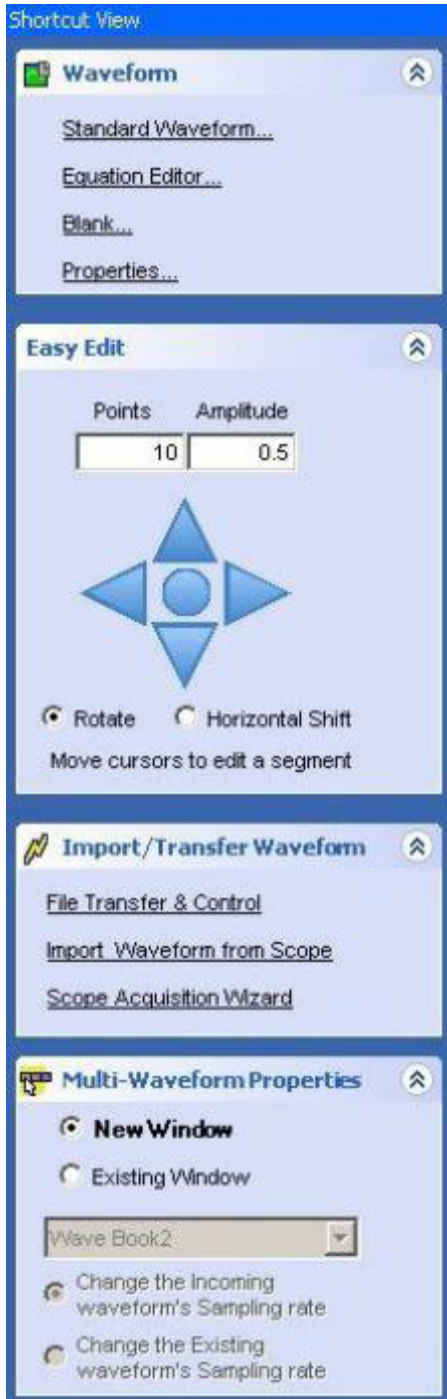 Shortcut View
Waveform
Standard Waveform...
Equation Editor...
Blank...
Properties...
Easy Edit
Points Amplitude
10 0.5
Rotate Horizontal Shift
Move cursors to edit a segment
Import/Transfer Waveform
File Transfer & Control
Import Waveform from Scope
Scope Acquisition Wizard
Multi-Waveform Properties
New Window
Existing Window
Wave Book2
Change the Incoming
waveform's Sampling rate
Change the Existing
waveform's Sampling rate